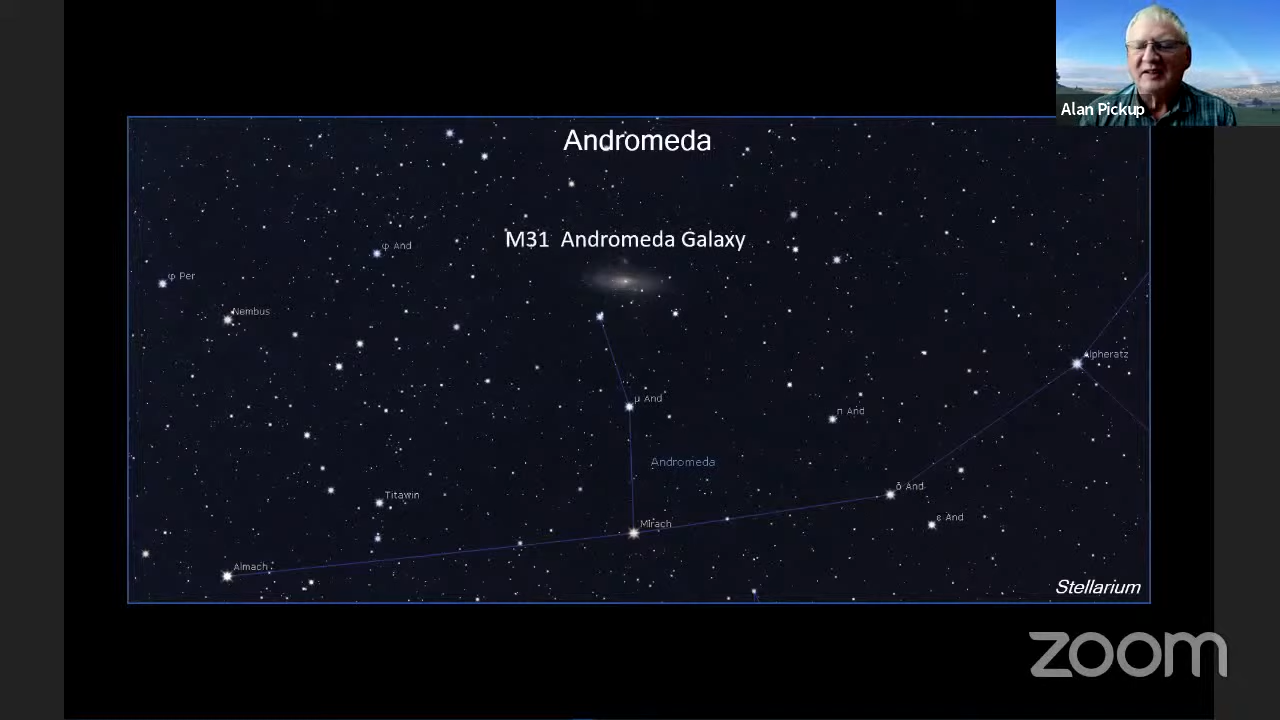 Alan Pickup
Andromeda
M31 Andromeda Galaxy
φ And
φ Per
Nembus
Alpheratz
μ And
π And
Andromeda
δ And
Titawin
ε And
Mirach
Almach
Stellarium
zoom